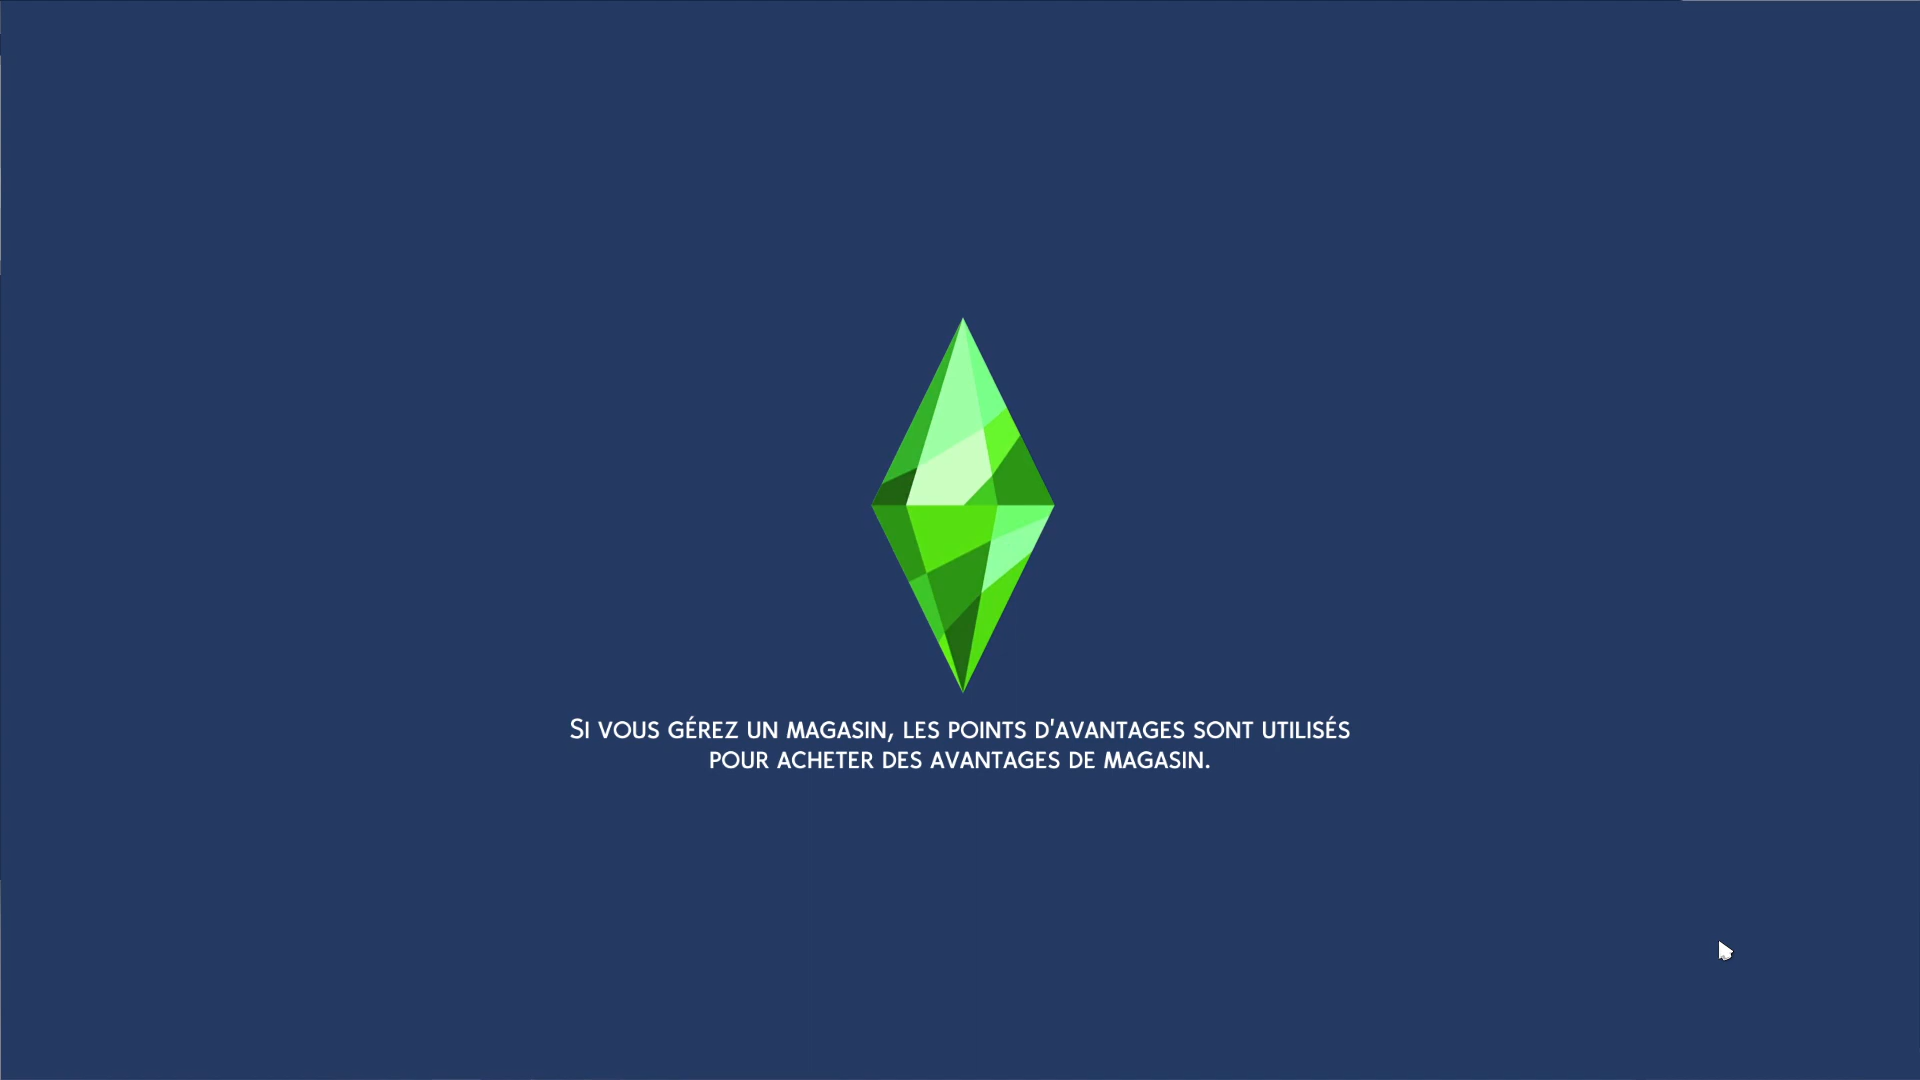 Si vous gérez un magasin, les points d'avantages sont utilisés
pour acheter des avantages de magasin.